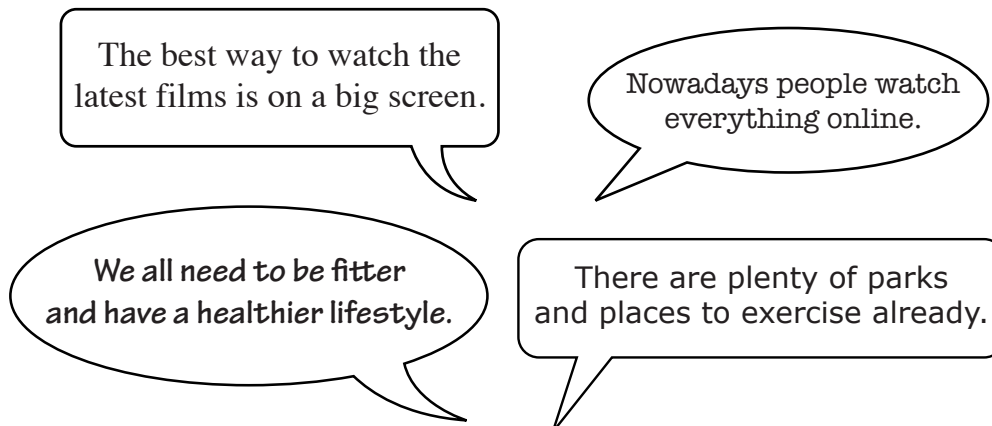 The best way to watch the
latest films is on a big screen.
Nowadays people watch
everything online.
We all need to be fitter
and have a healthier lifestyle.
There are plenty of parks
and places to exercise already.